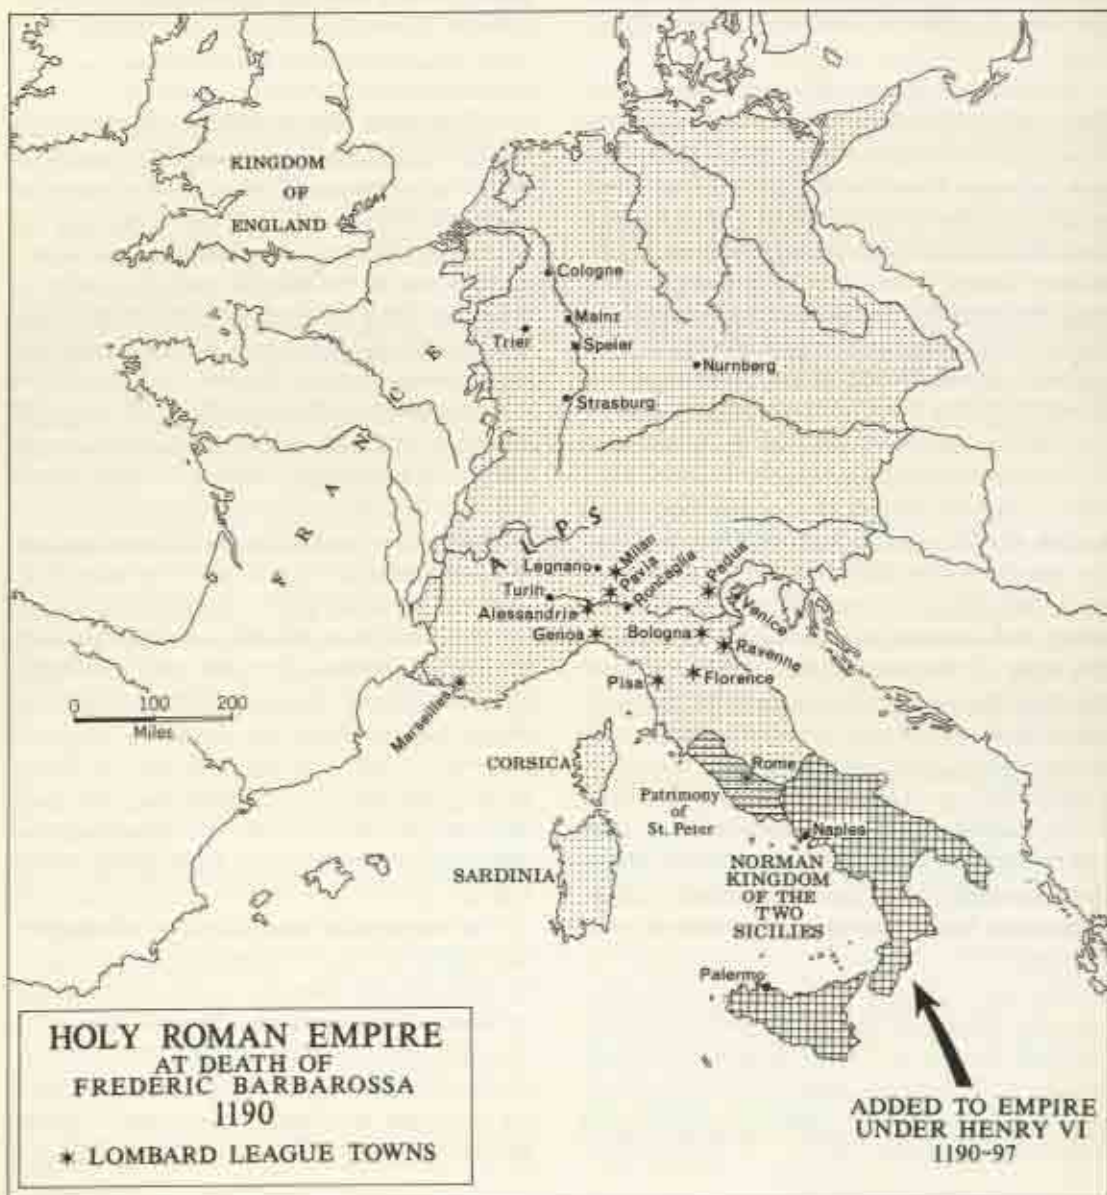 KINGDOM
OF
ENGLAND
FRANCE
Cologne
Mainz
Trier
Speier
Nurnberg
Strasburg
ALPS
Legnano
Milan
Pavia
Roncaglia
Padua
Venice
Turin
Alessandria
Genoa
Bologna
Ravenne
Pisa
Florence
Marseilles
0 100 200
Miles
CORSICA
Rome
Patrimony
of
St. Peter
Naples
SARDINIA
NORMAN
KINGDOM
OF THE
TWO
SICILIES
Palermo
HOLY ROMAN EMPIRE
AT DEATH OF
FREDERIC BARBAROSSA
1190
* LOMBARD LEAGUE TOWNS
ADDED TO EMPIRE
UNDER HENRY VI
1190-97